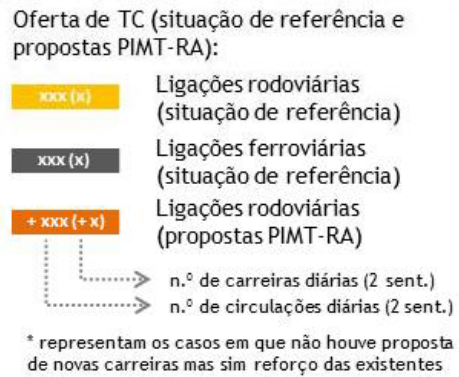 Oferta de TC (situação de referência e
propostas PIMT-RA):
xxx (x)
Ligações rodoviárias
(situação de referência)
xxx (x)
Ligações ferroviárias
(situação de referência)
+ xxx (+ x)
Ligações rodoviárias
(propostas PIMT-RA)
n.º de carreiras diárias (2 sent.)
n.º de circulações diárias (2 sent.)
* representam os casos em que não houve proposta
de novas carreiras mas sim reforço das existentes